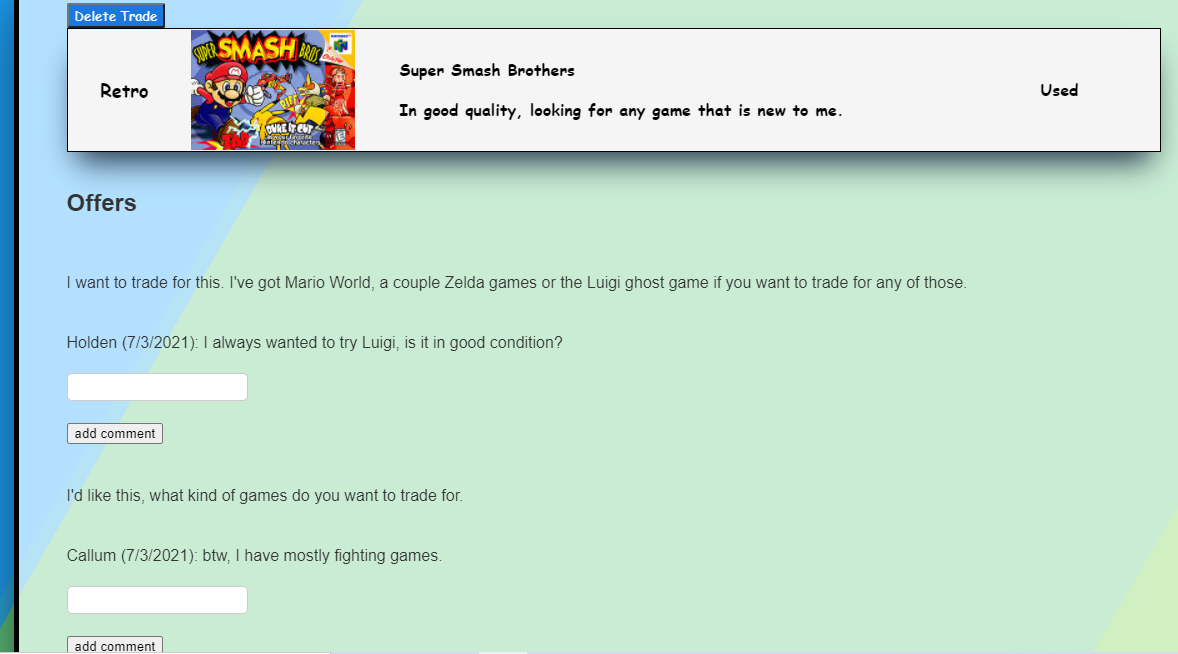 Delete Trade
Retro
SUPER SMASH BROS.
NINTENDO 64
Only For
DUKE IT OUT
E
Super Smash Brothers
In good quality, looking for any game that is new to me.
Used
Offers
I want to trade for this. I've got Mario World, a couple Zelda games or the Luigi ghost game if you want to trade for any of those.
Holden (7/3/2021): I always wanted to try Luigi, is it in good condition?
add comment
I'd like this, what kind of games do you want to trade for.
Callum (7/3/2021): btw, I have mostly fighting games.
add comment